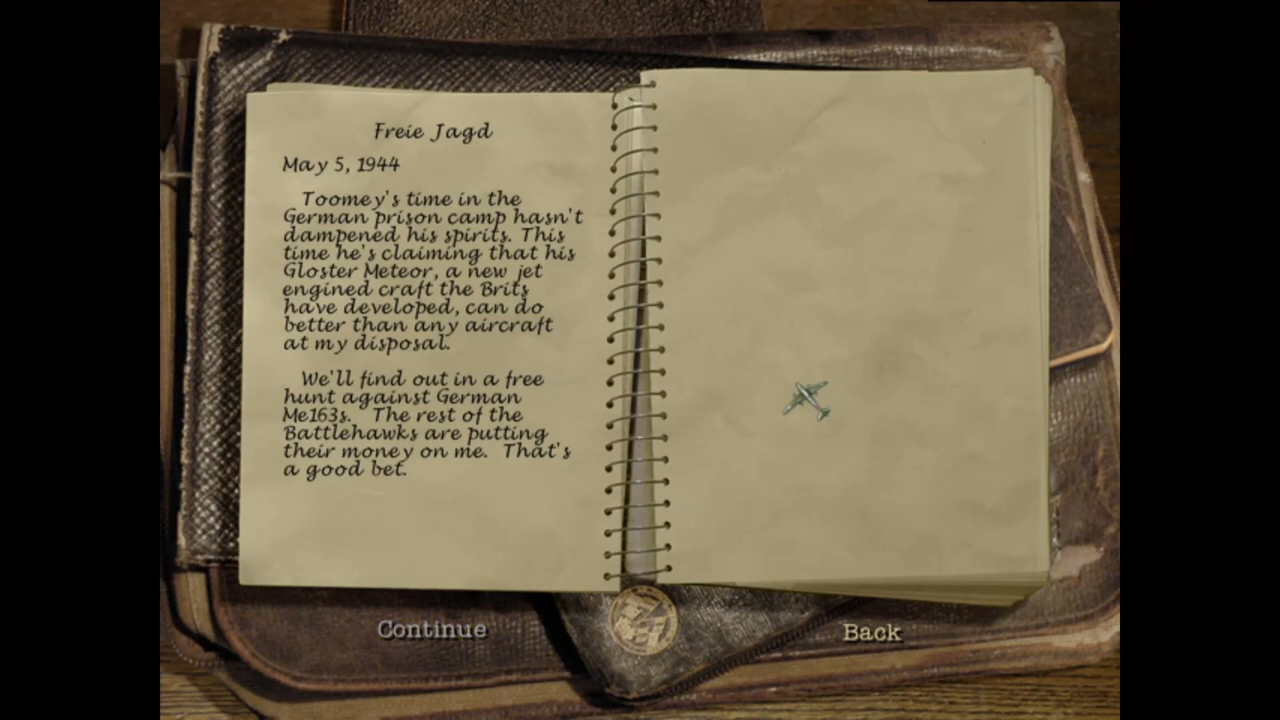 Freie Jagd
May 5, 1944
Toomey's time in the
German prison camp hasn't
dampened his spirits. This
time he's claiming that his
Gloster Meteor, a new jet
engined craft the Brits
have developed, can do
better than any aircraft
at my disposal.
We'll find out in a free
hunt against German
Me163s. The rest of the
Battlehawks are putting
their money on me. That's
a good bet.
Continue
Back